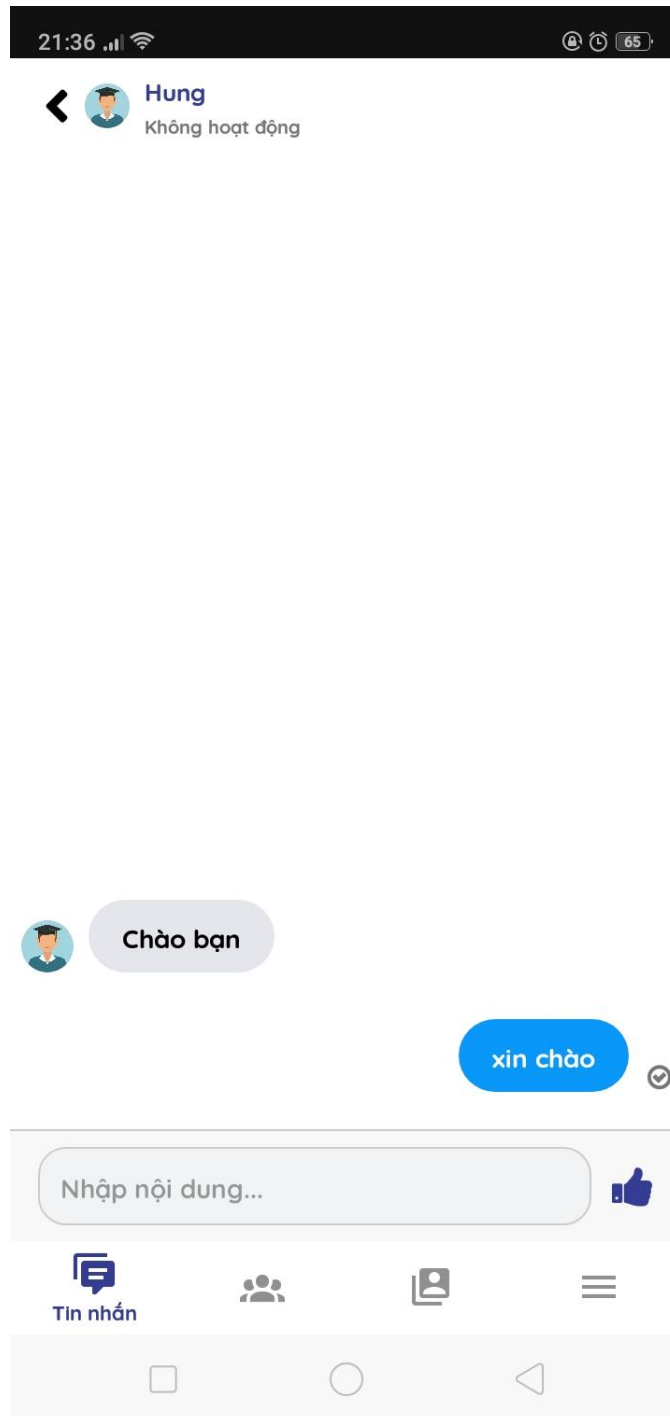 21:36
65
Hung
Không hoạt động
Chào bạn
xin chào
Nhập nội dung...
Tin nhắn